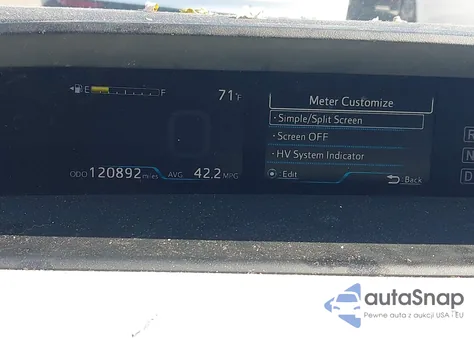 E F 71°F
ODO 120892 miles AVG 42.2 MPG
Meter Customize
·Simple/Split Screen
·Screen OFF
·HV System Indicator
:Edit
:Back
R
N
D
autaSnap
Pewne auta z aukcji USA i EU